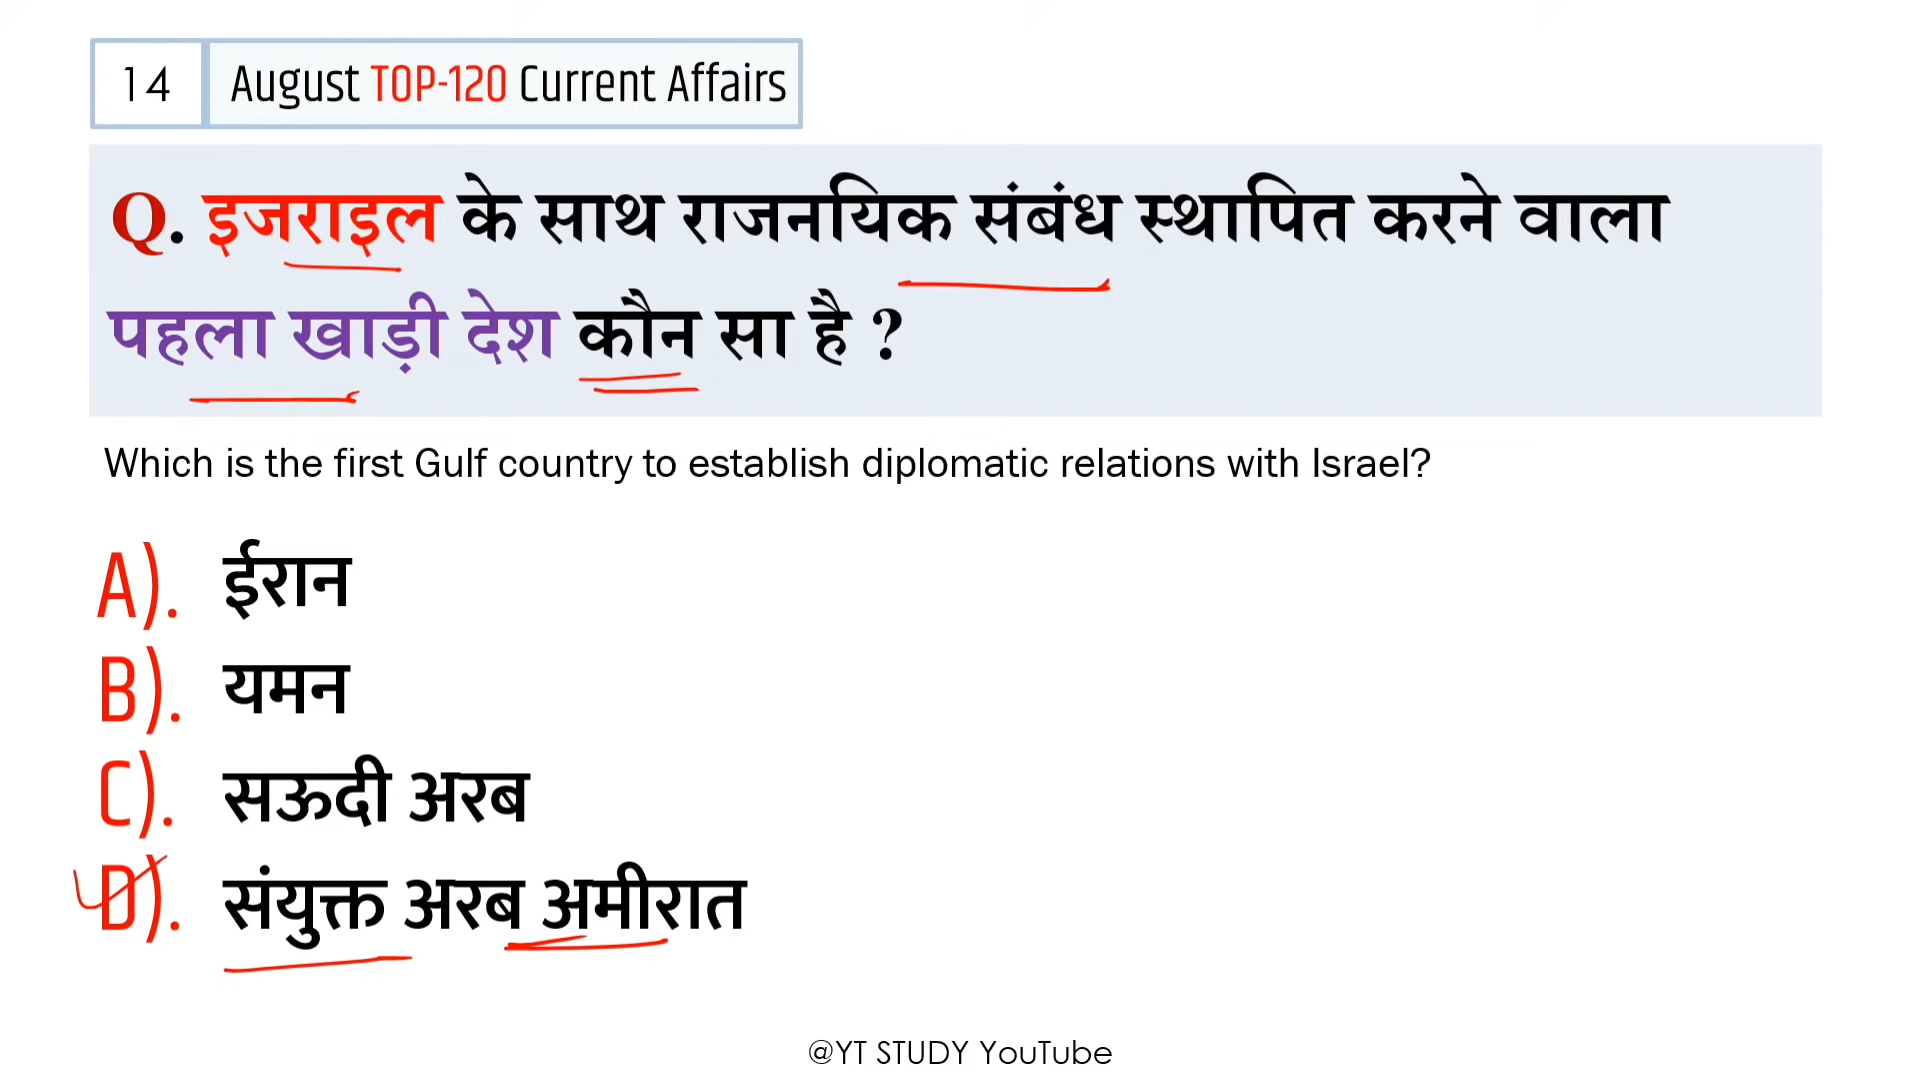 14 August TOP-120 Current Affairs
Q. इजराइल के साथ राजनयिक संबंध स्थापित करने वाला
पहला खाड़ी देश कौन सा है ?
Which is the first Gulf country to establish diplomatic relations with Israel?
A). ईरान
B). यमन
C). सऊदी अरब
D). संयुक्त अरब अमीरात
@YT STUDY YouTube